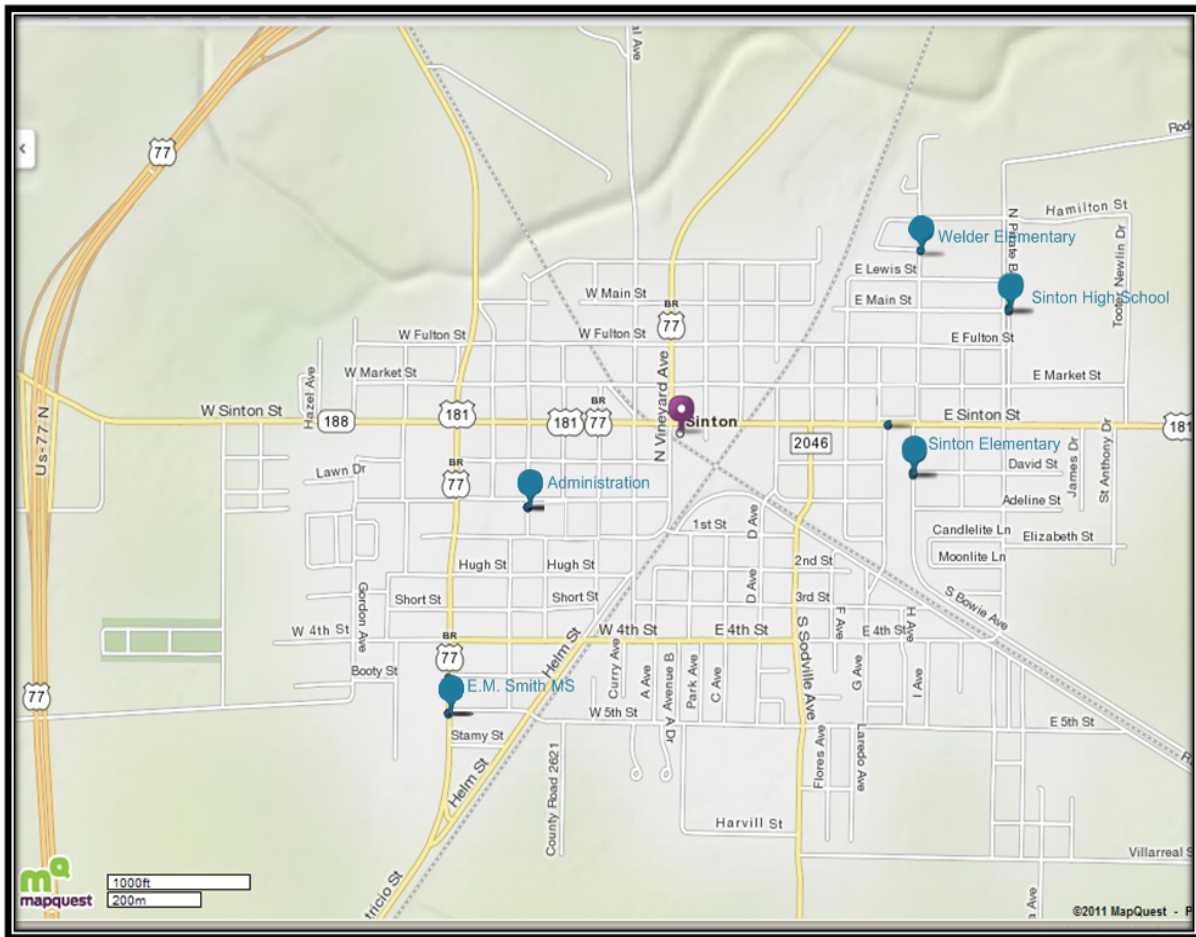 al Ave
77
Rod
Hamilton St
N Pirate B
Welder Elementary
Tooter Newlin Dr
E Lewis St
Sinton High School
W Main St
E Main St
BR
77
W Fulton St
W Fulton St
E Fulton St
N Vineyard Ave
W Market St
E Market St
Hazel Ave
BR
W Sinton St
188
181
181
77
Sinton
E Sinton St
181
2046
Us-77 N
Sinton Elementary
BR
77
Lawn Dr
David St
James Dr
St Anthony Dr
Administration
Adeline St
1st St
D Ave
Candlelite Ln
Elizabeth St
Moonlite Ln
Hugh St
Hugh St
2nd St
Gordon Ave
Short St
Short St
D Ave
3rd St
S Bowie Ave
W 4th St
BR
77
W 4th St
E 4th St
F Ave
H Ave
E 4th St
S Sodville Ave
Helm St
Booty St
Curry Ave
A Ave
Avenue B
Park Ave
C Ave
G Ave
I Ave
77
E.M. Smith MS
W 5th St
A Dr
E 5th St
Stamy St
Flores Ave
Laredo Ave
Helm St
County Road 2621
Harvill St
Villarreal S
mq
mapquest
1000ft
200m
tricio St
a Ave
©2011 MapQuest - P